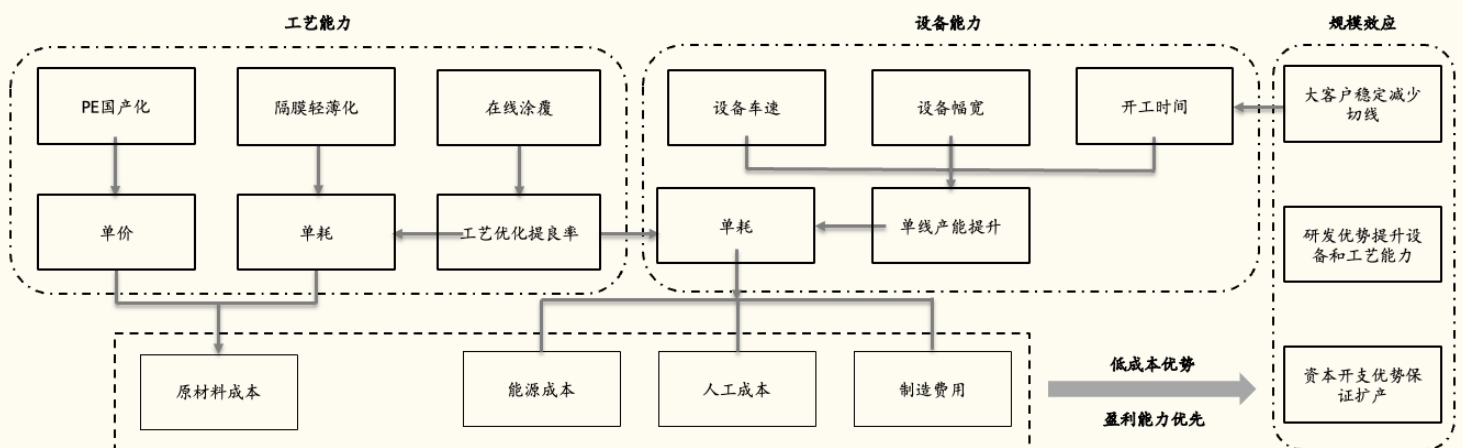 工艺能力
设备能力
规模效应
PE国产化
隔膜轻薄化
在线涂覆
设备车速
设备幅宽
开工时间
大客户稳定减少
切线
单价
单耗
工艺优化提良率
单耗
单线产能提升
研发优势提升设
备和工艺能力
原材料成本
能源成本
人工成本
制造费用
低成本优势
盈利能力优先
资本开支优势保
证扩产